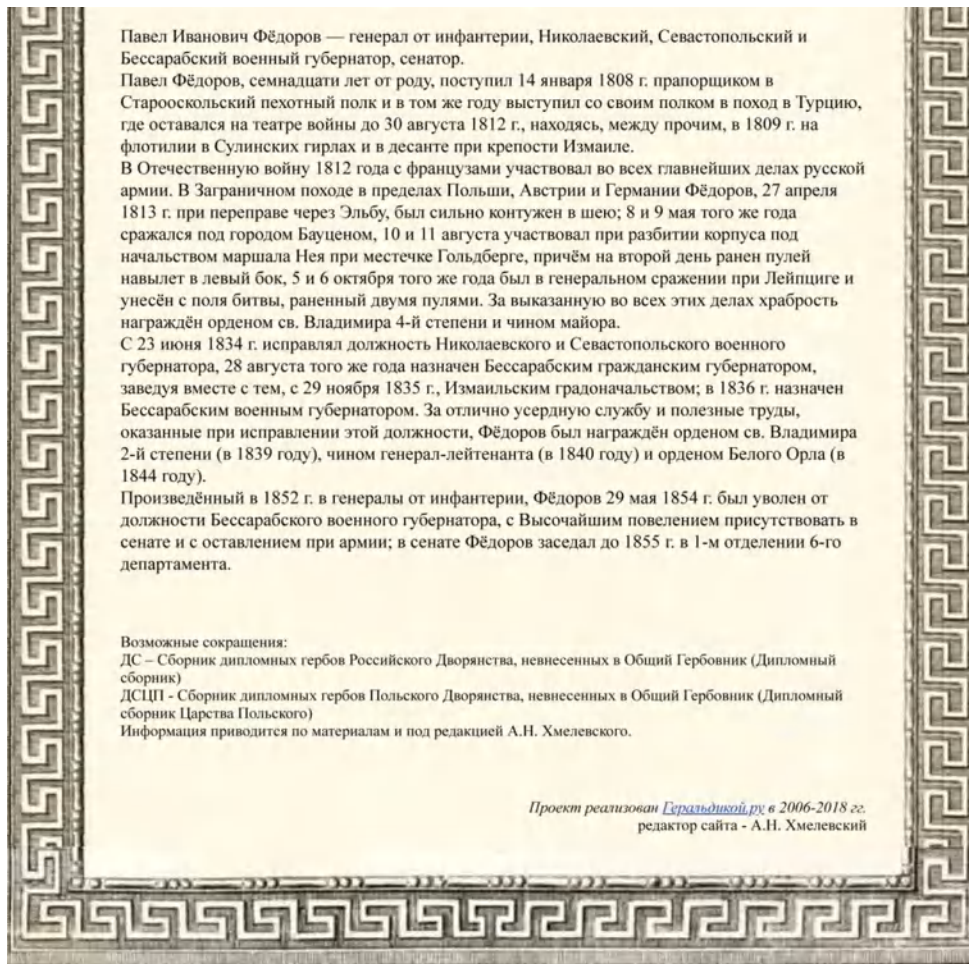 Павел Иванович Фёдоров — генерал от инфантерии, Николаевский, Севастопольский и
Бессарабский военный губернатор, сенатор.
Павел Фёдоров, семнадцати лет от роду, поступил 14 января 1808 г. прапорщиком в
Старооскольский пехотный полк и в том же году выступил со своим полком в поход в Турцию,
где оставался на театре войны до 30 августа 1812 г., находясь, между прочим, в 1809 г. на
флотилии в Сулинских гирлах и в десанте при крепости Измаиле.
В Отечественную войну 1812 года с французами участвовал во всех главнейших делах русской
армии. В Заграничном походе в пределах Польши, Австрии и Германии Фёдоров, 27 апреля
1813 г. при переправе через Эльбу, был сильно контужен в шею; 8 и 9 мая того же года
сражался под городом Бауценом, 10 и 11 августа участвовал при разбитии корпуса под
начальством маршала Нея при местечке Гольдберге, причём на второй день ранен пулей
навылет в левый бок, 5 и 6 октября того же года был в генеральном сражении при Лейпциге и
унесён с поля битвы, раненный двумя пулями. За выказанную во всех этих делах храбрость
награждён орденом св. Владимира 4-й степени и чином майора.
С 23 июня 1834 г. исправлял должность Николаевского и Севастопольского военного
губернатора, 28 августа того же года назначен Бессарабским гражданским губернатором,
заведуя вместе с тем, с 29 ноября 1835 г., Измаильским градоначальством; в 1836 г. назначен
Бессарабским военным губернатором. За отлично усердную службу и полезные труды,
оказанные при исправлении этой должности, Фёдоров был награждён орденом св. Владимира
2-й степени (в 1839 году), чином генерал-лейтенанта (в 1840 году) и орденом Белого Орла (в
1844 году).
Произведённый в 1852 г. в генералы от инфантерии, Фёдоров 29 мая 1854 г. был уволен от
должности Бессарабского военного губернатора, с Высочайшим повелением присутствовать в
сенате и с оставлением при армии; в сенате Фёдоров заседал до 1855 г. в 1-м отделении 6-го
департамента.
Возможные сокращения:
ДС – Сборник дипломных гербов Российского Дворянства, невнесенных в Общий Гербовник (Дипломный
сборник)
ДСЦП - Сборник дипломных гербов Польского Дворянства, невнесенных в Общий Гербовник (Дипломный
сборник Царства Польского)
Информация приводится по материалам и под редакцией А.Н. Хмелевского.
Проект реализован Геральдикой.ру в 2006-2018 гг.
редактор сайта - А.Н. Хмелевский